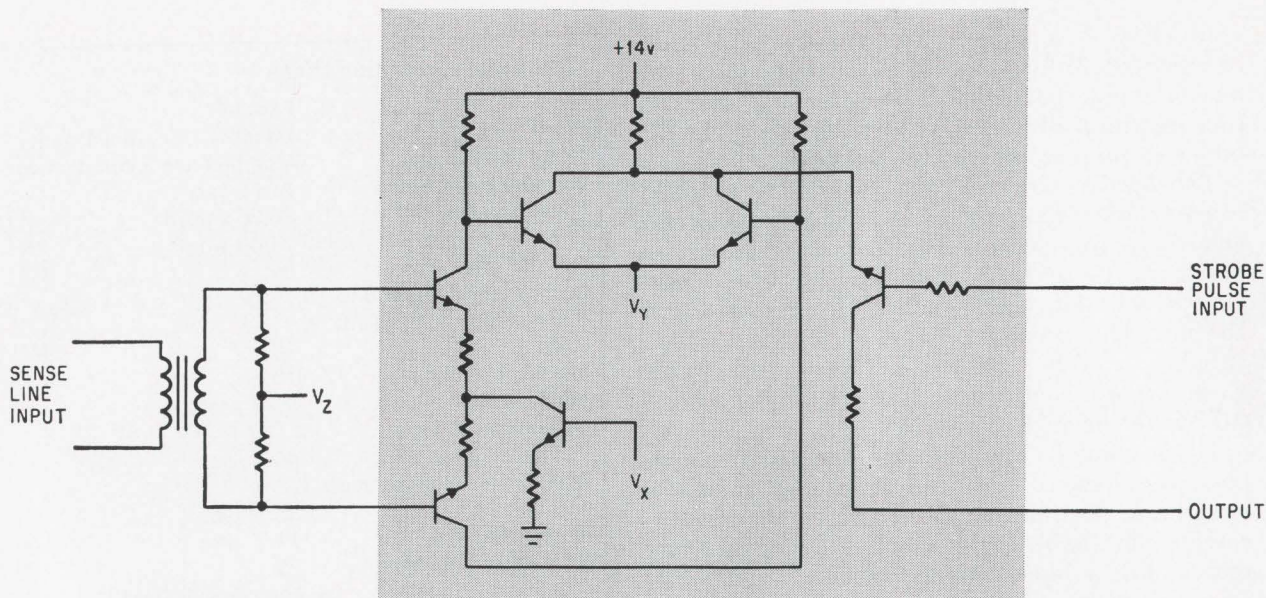 +14v
SENSE
LINE
INPUT
V_Z
V_Y
V_X
STROBE
PULSE
INPUT
OUTPUT